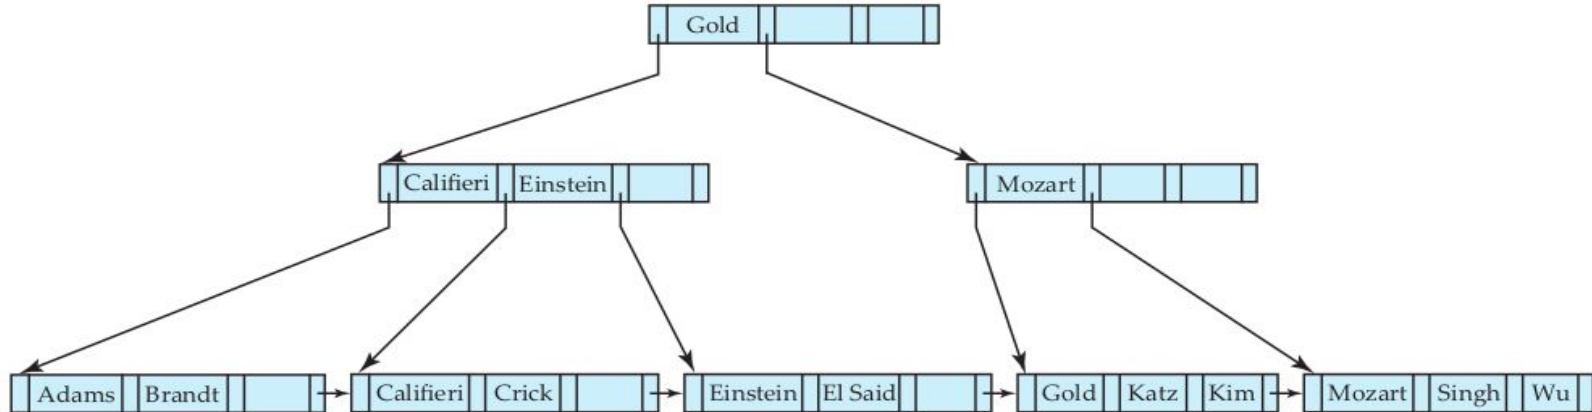 Gold
Califieri Einstein Mozart
Adams Brandt Califieri Crick Einstein El Said Gold Katz Kim Mozart Singh Wu